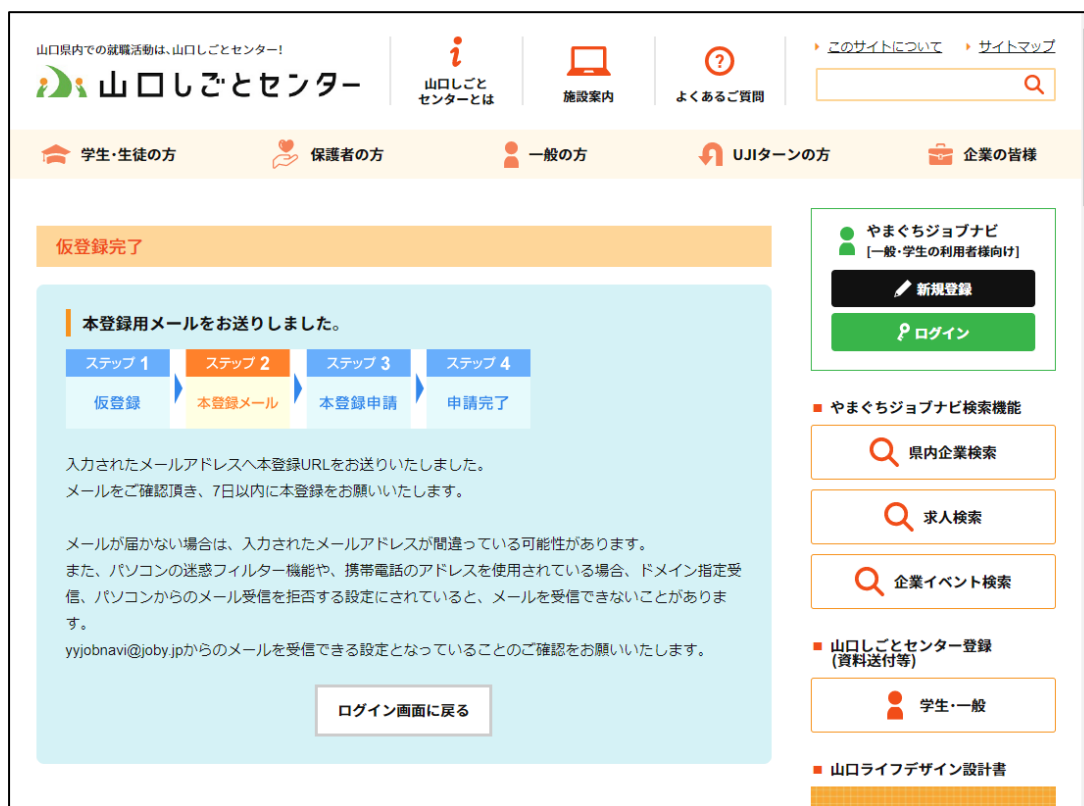 山口県内での就職活動は、山口しごとセンター!
山口しごとセンター
山口しごと
センターとは
施設案内
よくあるご質問
このサイトについて
サイトマップ
学生・生徒の方
保護者の方
一般の方
UJIターンの方
企業の皆様
仮登録完了
本登録用メールをお送りしました。
ステップ 1
ステップ 2
ステップ 3
ステップ 4
仮登録
本登録メール
本登録申請
申請完了
入力されたメールアドレスへ本登録URLをお送りいたしました。
メールをご確認頂き、7日以内に本登録をお願いいたします。
メールが届かない場合は、入力されたメールアドレスが間違っている可能性があります。
また、パソコンの迷惑フィルター機能や、携帯電話のアドレスを使用されている場合、ドメイン指定受
信、パソコンからのメール受信を拒否する設定にされていると、メールを受信できないことがありま
す。
yyjobnavi@joby.jpからのメールを受信できる設定となっていることのご確認をお願いいたします。
ログイン画面に戻る
やまぐちジョブナビ
[一般・学生の利用者様向け]
新規登録
ログイン
やまぐちジョブナビ検索機能
県内企業検索
求人検索
企業イベント検索
山口しごとセンター登録
(資料送付等)
学生・一般
山口ライフデザイン設計書